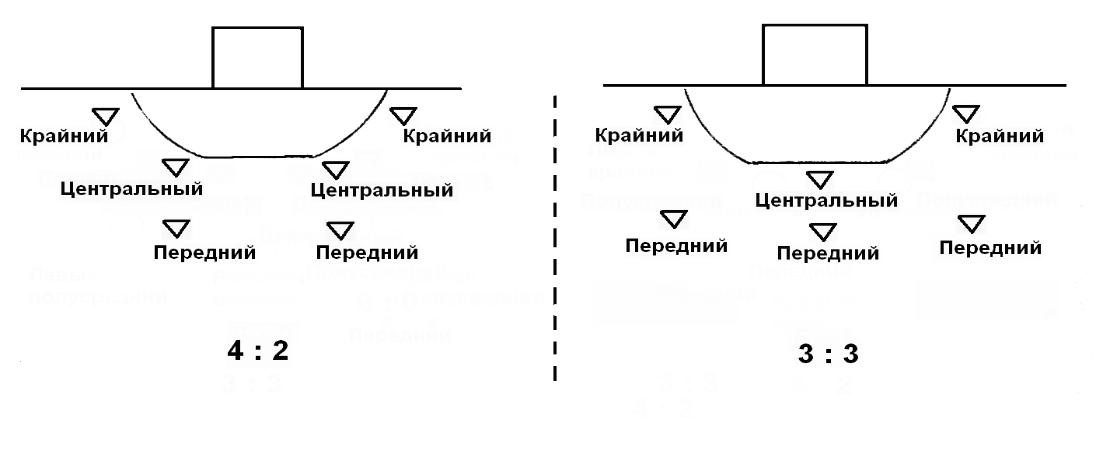 Крайний Крайний
Центральный Центральный
Передний Передний
4 : 2
Крайний Крайний
Центральный
Передний Передний Передний
3 : 3